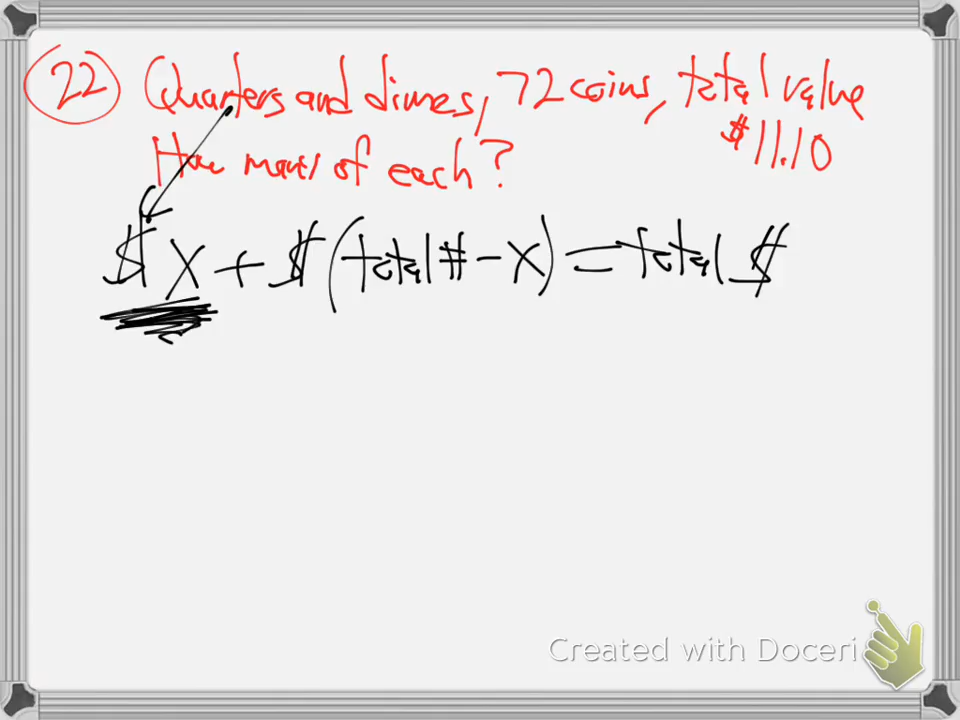 22 Quarters and dimes, 72 coins, total value
$11.10
How many of each?
$x + $(total # - x) = total $
Created with Doceri